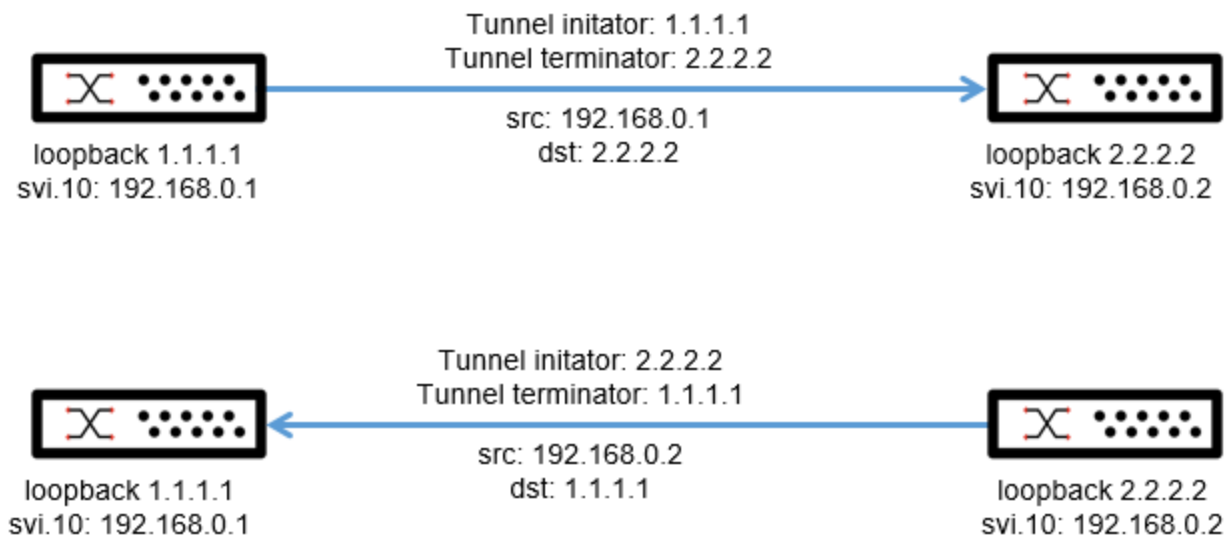 Tunnel initator: 1.1.1.1
Tunnel terminator: 2.2.2.2
src: 192.168.0.1
dst: 2.2.2.2
loopback 1.1.1.1
svi.10: 192.168.0.1
loopback 2.2.2.2
svi.10: 192.168.0.2
Tunnel initator: 2.2.2.2
Tunnel terminator: 1.1.1.1
src: 192.168.0.2
dst: 1.1.1.1
loopback 1.1.1.1
svi.10: 192.168.0.1
loopback 2.2.2.2
svi.10: 192.168.0.2